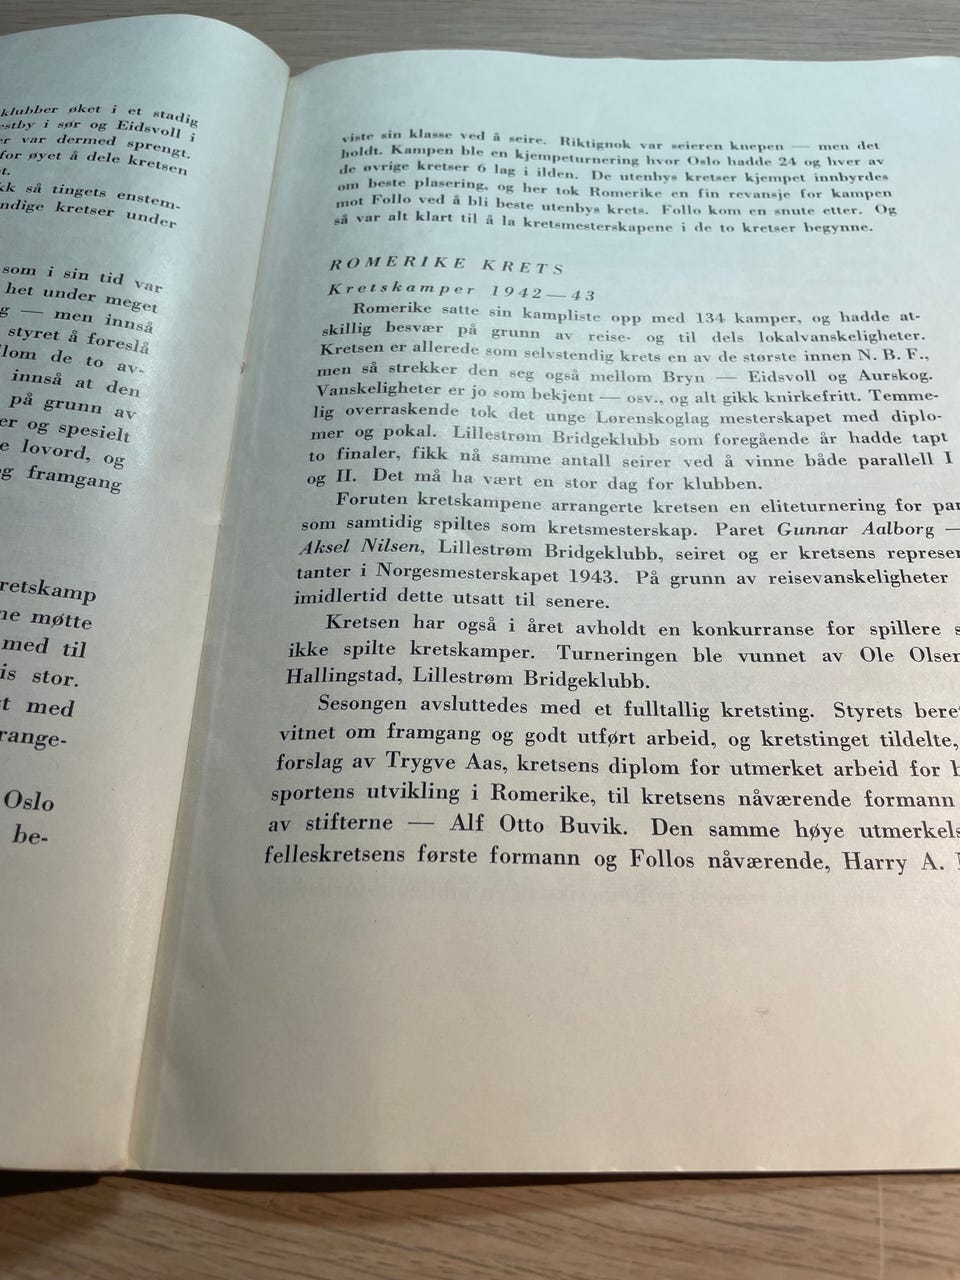 klubber øket i et stadig
estby i sør og Eidsvoll i
er var dermed sprengt.
for øyet å dele kretsen
et.
kk så tingets enstem-
ndige kretser under
som i sin tid var
het under meget
g — men innså
styret å foreslå
llom de to av-
innså at den
på grunn av
er og spesielt
e lovord, og
og framgang
retskamp
ne møtte
med til
is stor.
t med
range-
Oslo
be-
viste sin klasse ved å seire. Riktignok var seieren knepen — men det
holdt. Kampen ble en kjempeturnering hvor Oslo hadde 24 og hver av
de øvrige kretser 6 lag i ilden. De utenbys kretser kjempet innbyrdes
om beste plasering, og her tok Romerike en fin revansje for kampen
mot Follo ved å bli beste utenbys krets. Follo kom en snute etter. Og
så var alt klart til å la kretsmesterskapene i de to kretser begynne.
ROMERIKE KRETS
Kretskamper 1942—43
Romerike satte sin kampliste opp med 134 kamper, og hadde at-
skillig besvær på grunn av reise- og til dels lokalvanskeligheter.
Kretsen er allerede som selvstendig krets en av de største innen N. B. F.,
men så strekker den seg også mellom Bryn — Eidsvoll og Aurskog.
Vanskeligheter er jo som bekjent — osv., og alt gikk knirkefritt. Temme-
lig overraskende tok det unge Lørenskoglag mesterskapet med diplo-
mer og pokal. Lillestrøm Bridgeklubb som foregående år hadde tapt
to finaler, fikk nå samme antall seirer ved å vinne både parallell I
og II. Det må ha vært en stor dag for klubben.
Foruten kretskampene arrangerte kretsen en eliteturnering for par
som samtidig spiltes som kretsmesterskap. Paret Gunnar Aalborg —
Aksel Nilsen, Lillestrøm Bridgeklubb, seiret og er kretsens represen
tanter i Norgesmesterskapet 1943. På grunn av reisevanskeligheter
imidlertid dette utsatt til senere.
Kretsen har også i året avholdt en konkurranse for spillere s
ikke spilte kretskamper. Turneringen ble vunnet av Ole Olsen
Hallingstad, Lillestrøm Bridgeklubb.
Sesongen avsluttedes med et fulltallig kretsting. Styrets bere
vitnet om framgang og godt utført arbeid, og kretstinget tildelte,
forslag av Trygve Aas, kretsens diplom for utmerket arbeid for b
sportens utvikling i Romerike, til kretsens nåværende formann
av stifterne — Alf Otto Buvik. Den samme høye utmerkels
felleskretsens første formann og Follos nåværende, Harry A.